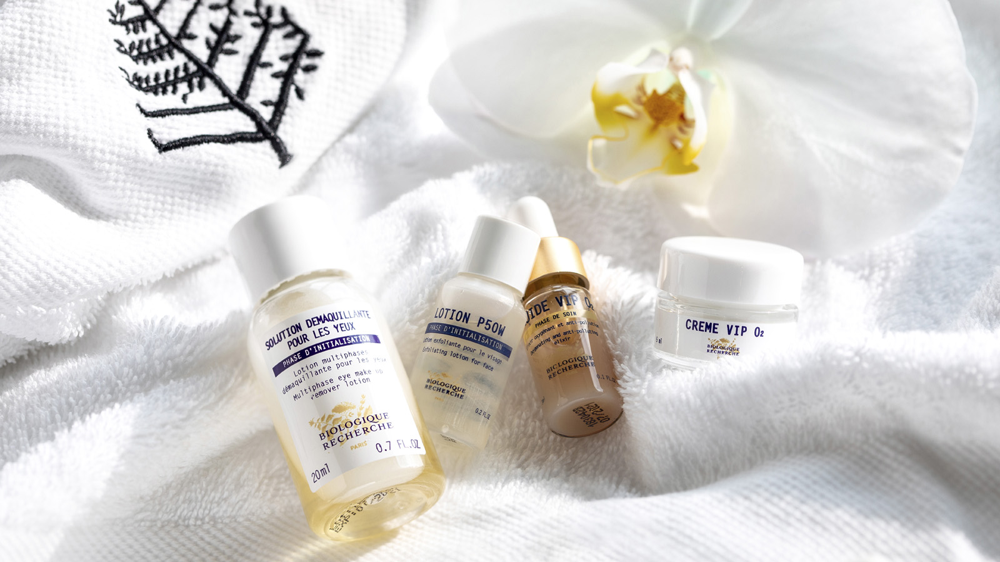 SOLUTION DEMAQUILLANTE
POUR LES YEUX
PHASE D'INITIALISATION
Lotion multiphases
démaquillante pour les yeux
Multiphase eye make up
remover lotion
BIOLOGIQUE
RECHERCHE
PARIS
20ml
0.7 FL.OZ
LOTION P50W
PHASE D'INITIALISATION
Lotion exfoliante pour le visage
Exfoliating lotion for face
BIOLOGIQUE
RECHERCHE
0.2 FL.OZ
VIP O₂
PHASE DE SOIN
oxygénant et anti-pollution
oxygenating and anti-pollution
elixir
BIOLOGIQUE
RECHERCHE
0.1 FL.OZ
07/2021
CREME VIP O₂
5 ml
BIOLOGIQUE
RECHERCHE